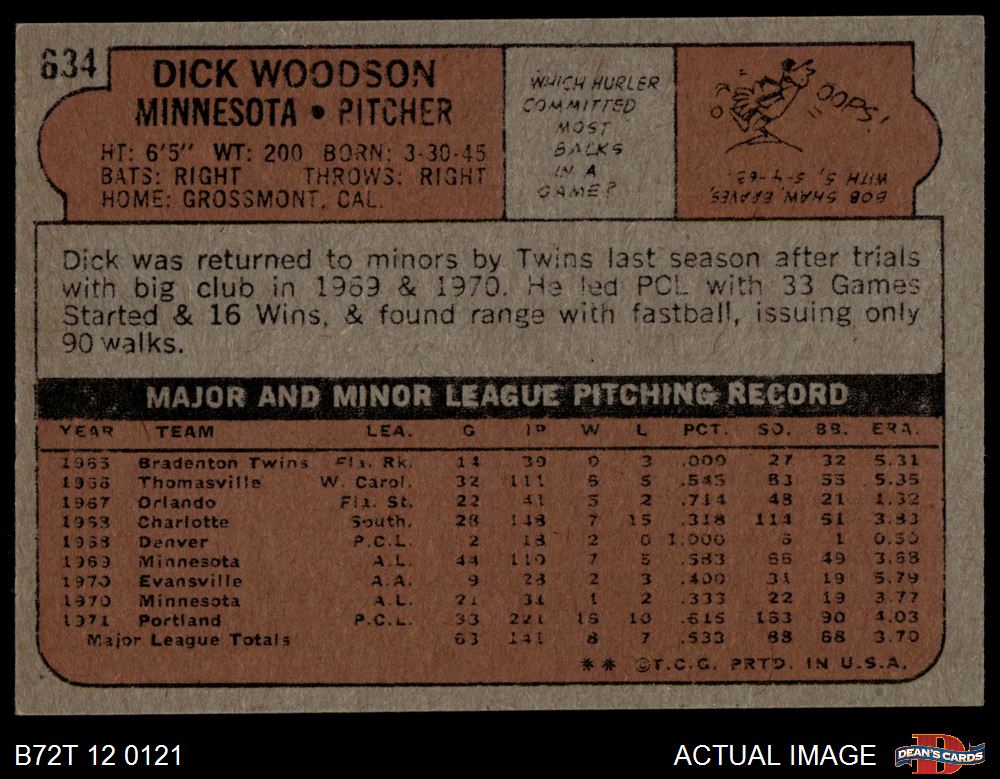 634
DICK WOODSON
MINNESOTA • PITCHER
HT: 6'5" WT: 200 BORN: 3-30-45
BATS: RIGHT THROWS: RIGHT
HOME: GROSSMONT, CAL.
WHICH HURLER
COMMITTED
MOST
BALKS
IN A
GAME?
OOPS!
BOB SHAW, BRAVES,
WITH 5, 5-4-63.
Dick was returned to minors by Twins last season after trials
with big club in 1969 & 1970. He led PCL with 33 Games
Started & 16 Wins, & found range with fastball, issuing only
90 walks.
MAJOR AND MINOR LEAGUE PITCHING RECORD
YEAR TEAM LEA. G IP W L PCT. SO. BB. ERA.
1965 Bradenton Twins Fla. Rk. 14 39 0 3 .000 27 32 5.31
1966 Thomasville W. Carol. 32 111 6 5 .545 83 55 5.35
1967 Orlando Fla. St. 22 41 5 2 .714 48 21 1.32
1968 Charlotte South. 28 148 7 15 .318 114 51 3.83
1968 Denver P.C.L. 2 18 2 0 1.000 6 1 0.50
1969 Minnesota A.L. 44 110 7 5 .583 66 49 3.68
1970 Evansville A.A. 9 28 2 3 .400 31 19 5.79
1970 Minnesota A.L. 21 31 1 2 .333 22 19 3.77
1971 Portland P.C.L. 33 221 16 10 .615 163 90 4.03
Major League Totals 63 141 8 7 .533 88 68 3.70
** ©T.C.G. PRTD. IN U.S.A.
B72T 12 0121
ACTUAL IMAGE
DEAN'S CARDS